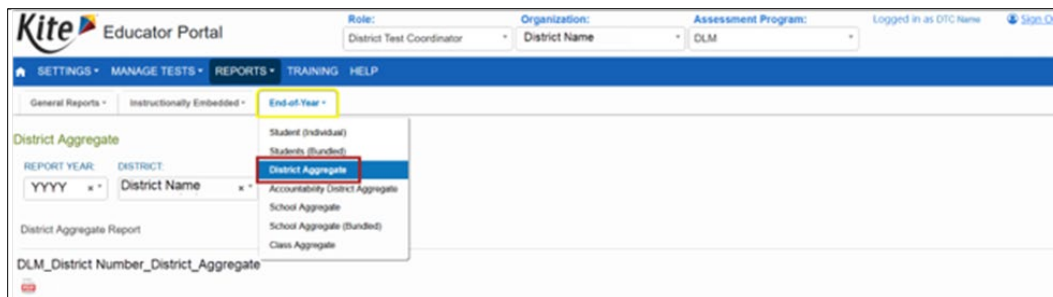 Kite Educator Portal
Role: Organization: Assessment Program: Logged in as DTC Name Sign O
District Test Coordinator District Name DLM
SETTINGS MANAGE TESTS REPORTS TRAINING HELP
General Reports Instructionally Embedded End-of-Year
District Aggregate
REPORT YEAR: DISTRICT:
YYYY District Name
District Aggregate Report
DLM_District Number_District_Aggregate
Student (Individual)
Students (Bundled)
District Aggregate
Accountability District Aggregate
School Aggregate
School Aggregate (Bundled)
Class Aggregate